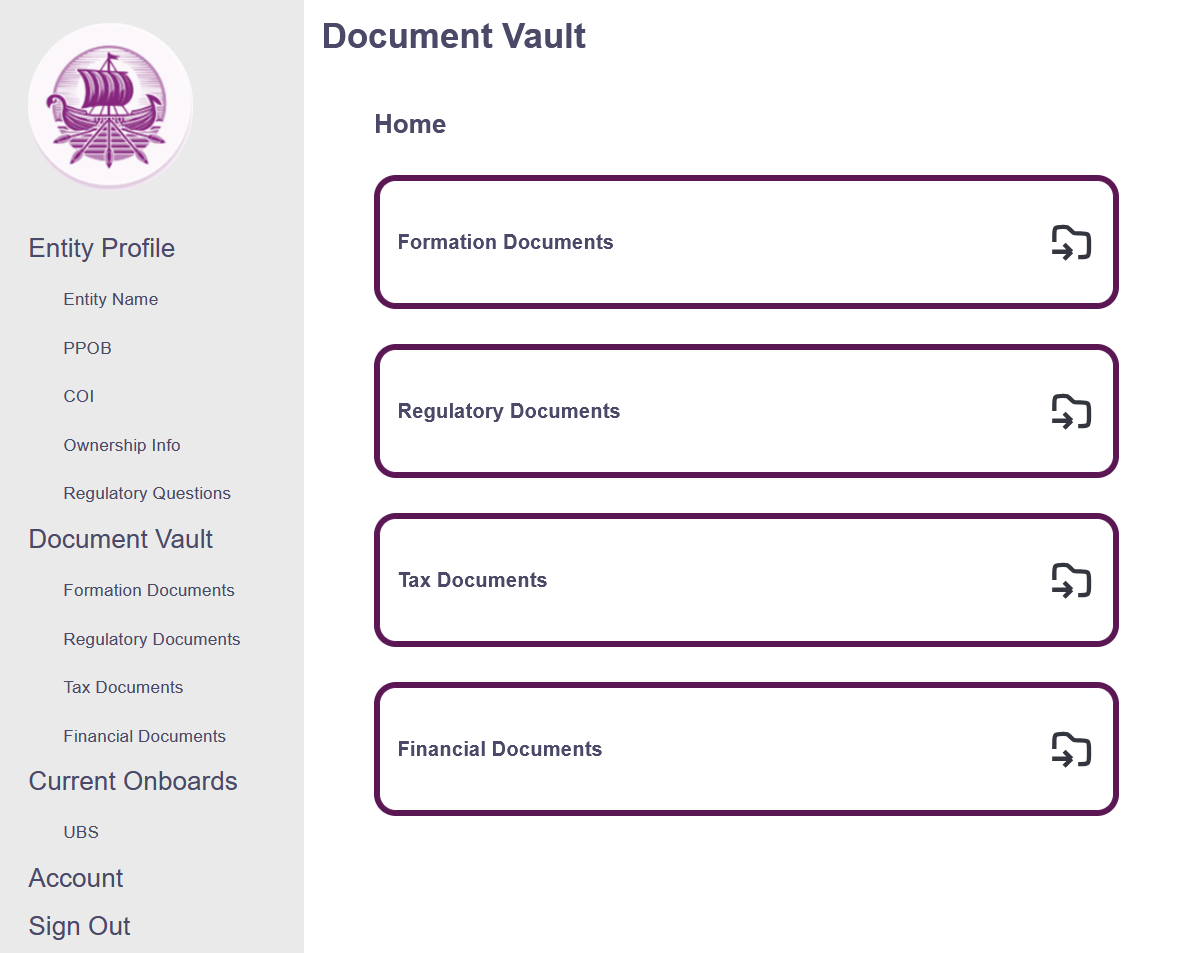 Entity Profile
Entity Name
PPOB
COI
Ownership Info
Regulatory Questions
Document Vault
Formation Documents
Regulatory Documents
Tax Documents
Financial Documents
Current Onboards
UBS
Account
Sign Out
Document Vault
Home
Formation Documents
Regulatory Documents
Tax Documents
Financial Documents